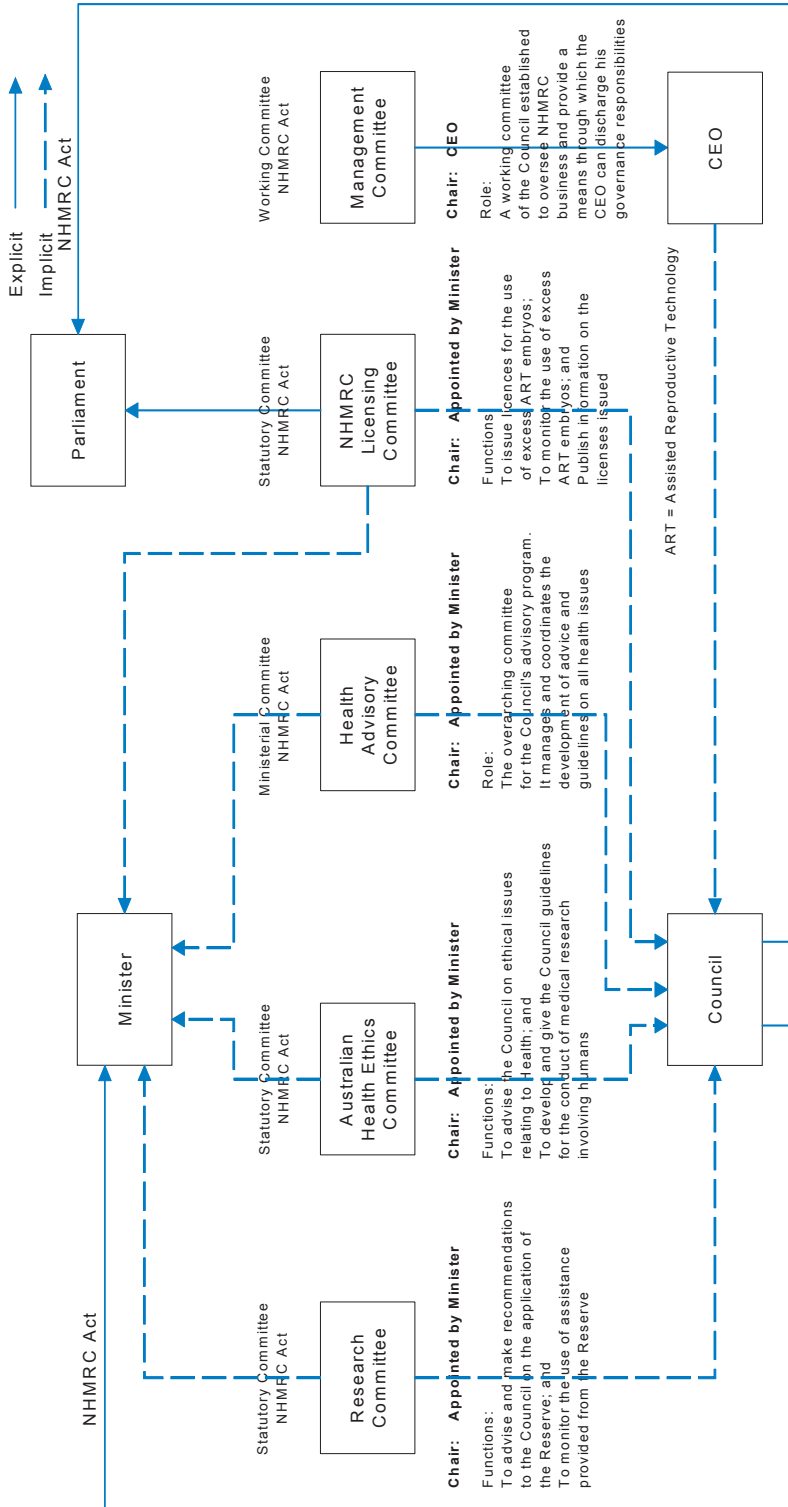 NHMRC Act
Explicit
Implicit
NHMRC Act
Minister
Parliament
Statutory Committee
NHMRC Act
Research
Committee
Chair: Appointed by Minister
Functions:
To advise and make recommendations
to the Council on the application of
the Reserve; and
To monitor the use of assistance
provided from the Reserve
Statutory Committee
NHMRC Act
Australian
Health Ethics
Committee
Chair: Appointed by Minister
Functions:
To advise the Council on ethical issues
relating to Health; and
To develop and give the Council guidelines
for the conduct of medical research
involving humans
Ministerial Committee
NHMRC Act
Health
Advisory
Committee
Chair: Appointed by Minister
Role:
The overarching committee
for the Council's advisory program.
It manages and coordinates the
development of advice and
guidelines on all health issues
Statutory Committee
NHMRC Act
NHMRC
Licensing
Committee
Chair: Appointed by Minister
Functions:
To issue licences for the use
of excess ART embryos;
To monitor the use of excess
ART embryos; and
Publish information on the
licenses issued
Working Committee
NHMRC Act
Management
Committee
Chair: CEO
Role:
A working committee
of the Council established
to oversee NHMRC
business and provide a
means through which the
CEO can discharge his
governance responsibilities
ART = Assisted Reproductive Technology
Council
CEO